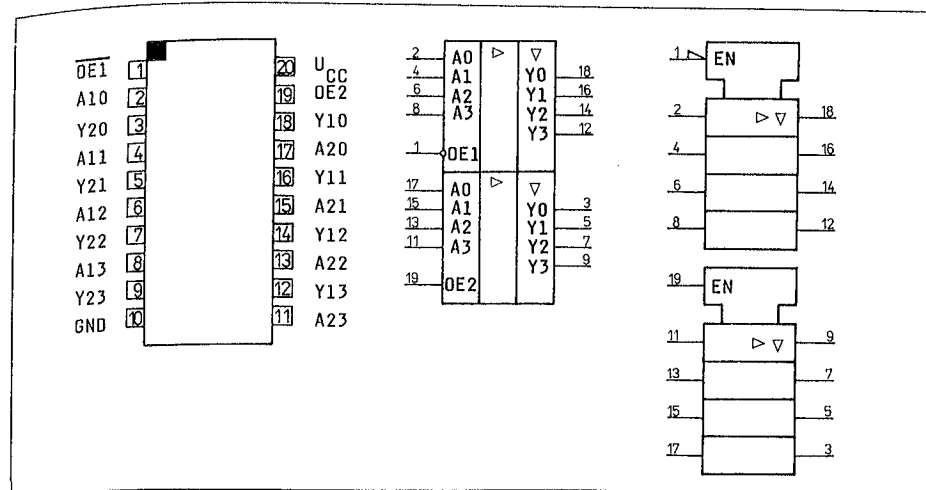 OE1 1 20 UCC
A10 2 19 OE2
Y20 3 18 Y10
A11 4 17 A20
Y21 5 16 Y11
A12 6 15 A21
Y22 7 14 Y12
A13 8 13 A22
Y23 9 12 Y13
GND 10 11 A23
2 A0 ▷ ▽
4 A1 Y0 18
6 A2 Y1 16
8 A3 Y2 14
Y3 12
1 OE1
17 A0 ▷ ▽
15 A1 Y0 3
13 A2 Y1 5
11 A3 Y2 7
Y3 9
19 OE2
1 EN
2 ▷ ▽ 18
4 16
6 14
8 12
19 EN
11 ▷ ▽ 9
13 7
15 5
17 3